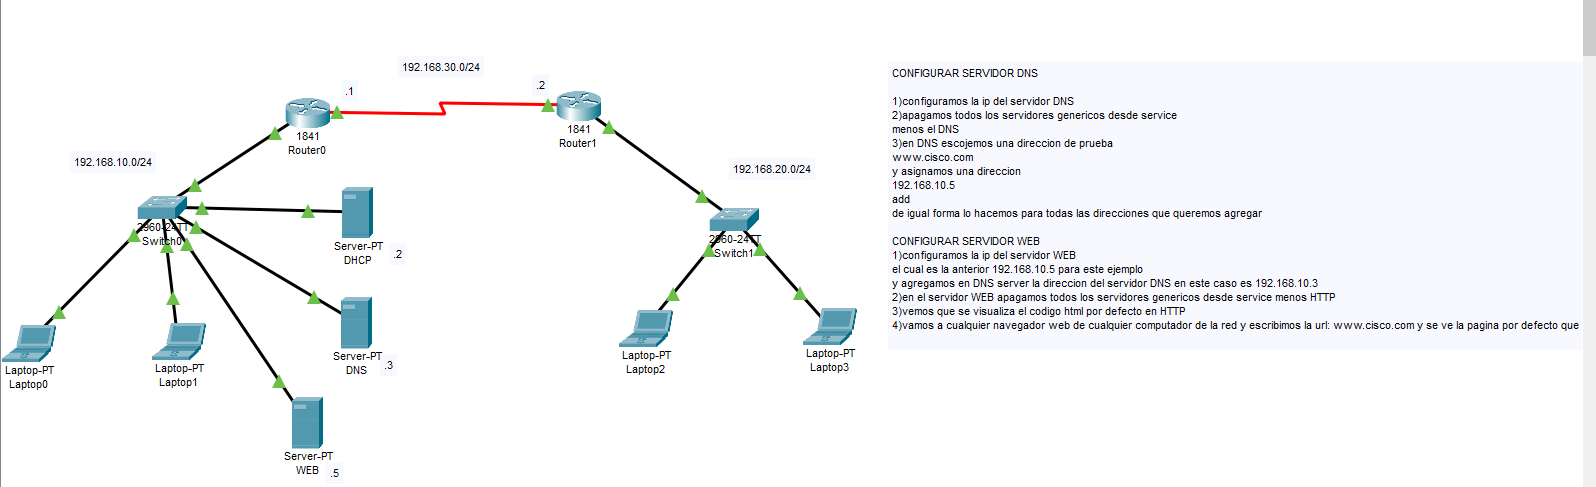 192.168.30.0/24
.1
.2
1841
Router0
1841
Router1
192.168.10.0/24
192.168.20.0/24
2960-24TT
Switch0
Server-PT
DHCP
.2
2960-24TT
Switch1
Server-PT
DNS
.3
Laptop-PT
Laptop0
Laptop-PT
Laptop1
Laptop-PT
Laptop2
Laptop-PT
Laptop3
Server-PT
WEB
.5
CONFIGURAR SERVIDOR DNS
1)configuramos la ip del servidor DNS
2)apagamos todos los servidores genericos desde service
menos el DNS
3)en DNS escojemos una direccion de prueba
www.cisco.com
y asignamos una direccion
192.168.10.5
add
de igual forma lo hacemos para todas las direcciones que queremos agregar
CONFIGURAR SERVIDOR WEB
1)configuramos la ip del servidor WEB
el cual es la anterior 192.168.10.5 para este ejemplo
y agregamos en DNS server la direccion del servidor DNS en este caso es 192.168.10.3
2)en el servidor WEB apagamos todos los servidores genericos desde service menos HTTP
3)vemos que se visualiza el codigo html por defecto en HTTP
4)vamos a cualquier navegador web de cualquier computador de la red y escribimos la url: www.cisco.com y se ve la pagina por defecto que